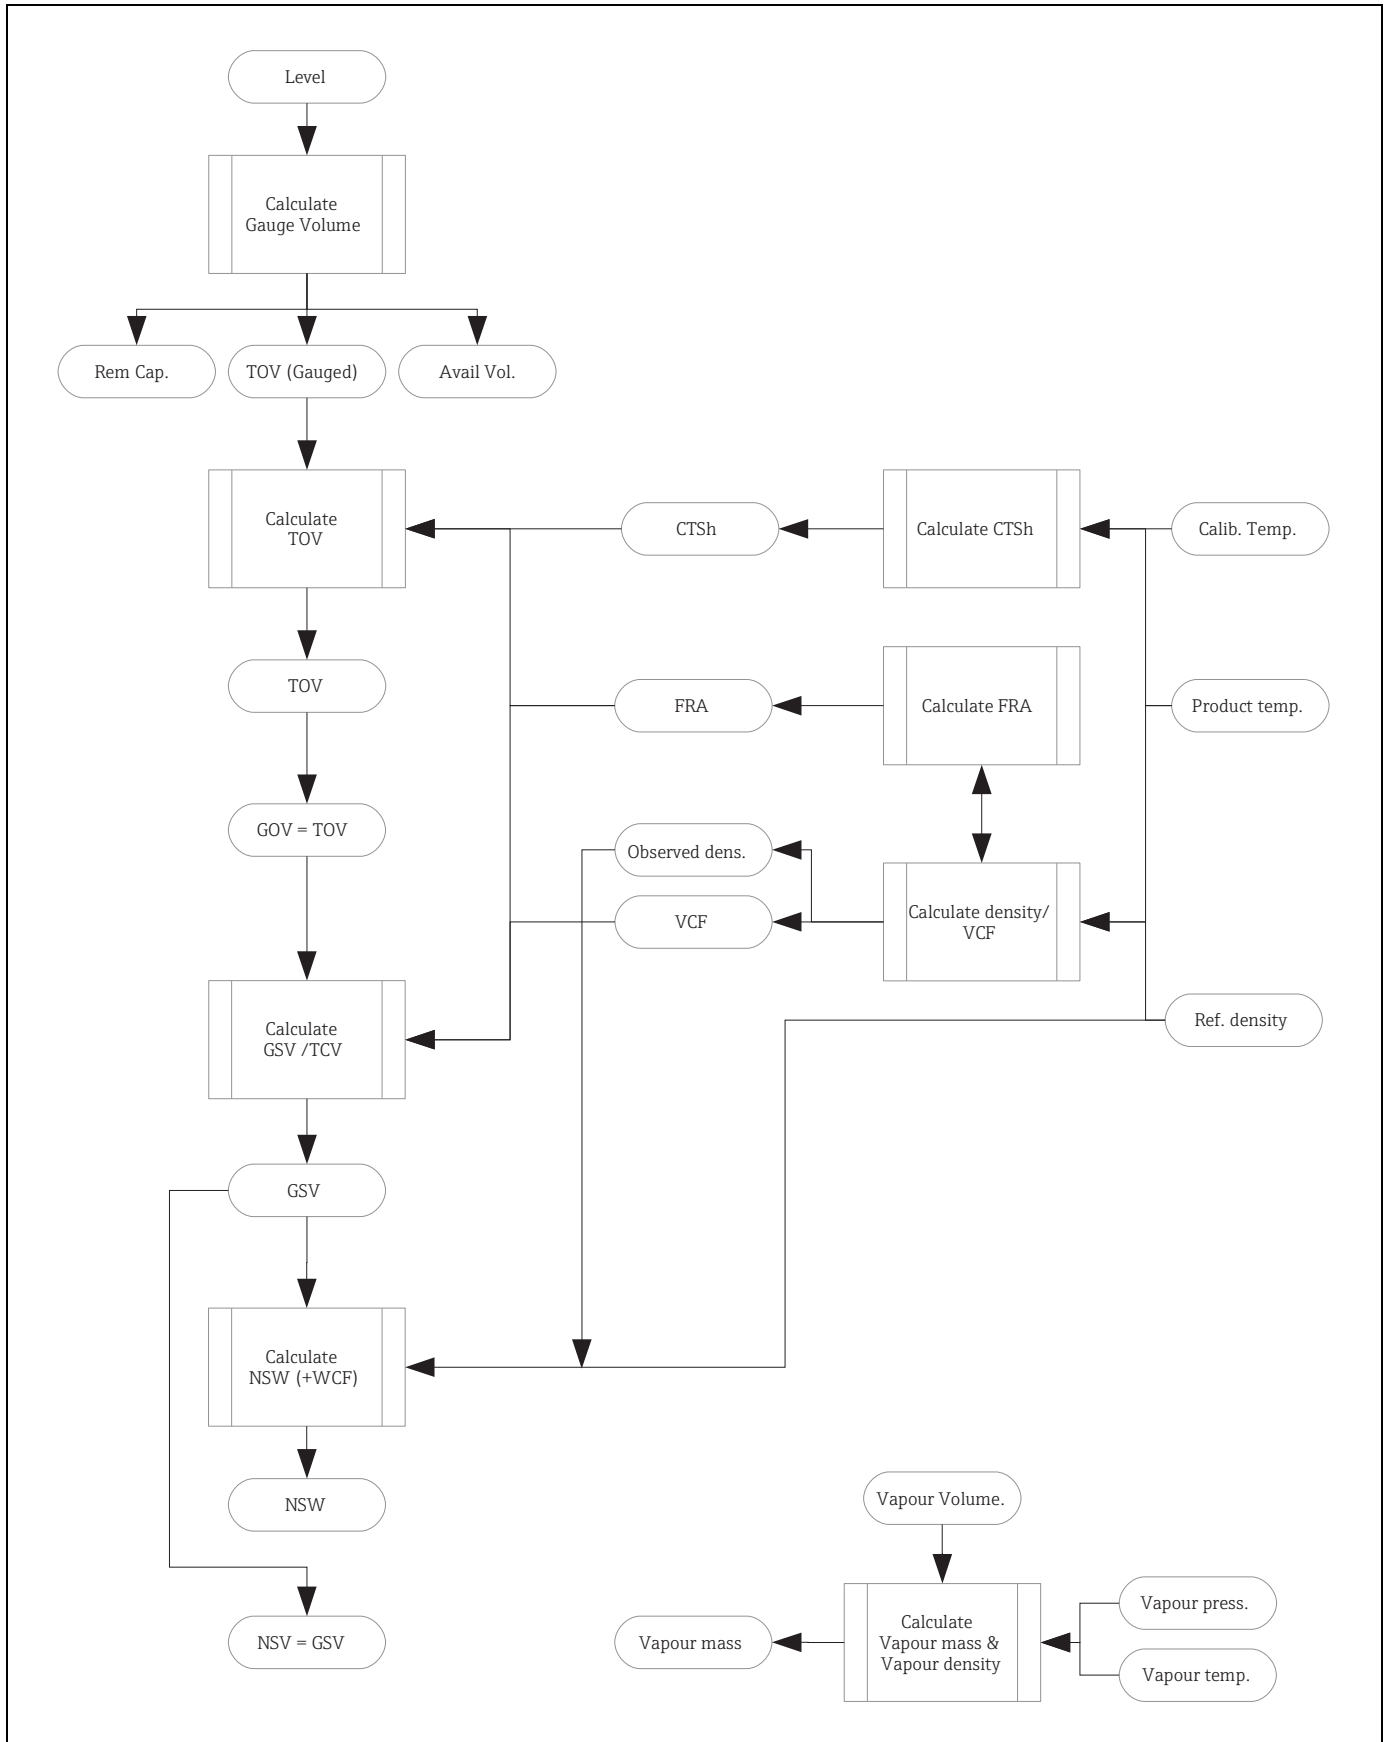 Level
Calculate
Gauge Volume
Rem Cap.
TOV (Gauged)
Avail Vol.
Calculate
TOV
CTSh
Calculate CTSh
Calib. Temp.
TOV
FRA
Calculate FRA
Product temp.
GOV = TOV
Observed dens.
VCF
Calculate density/
VCF
Calculate
GSV /TCV
Ref. density
GSV
Calculate
NSW (+WCF)
NSW
Vapour Volume.
NSV = GSV
Vapour mass
Calculate
Vapour mass &
Vapour density
Vapour press.
Vapour temp.